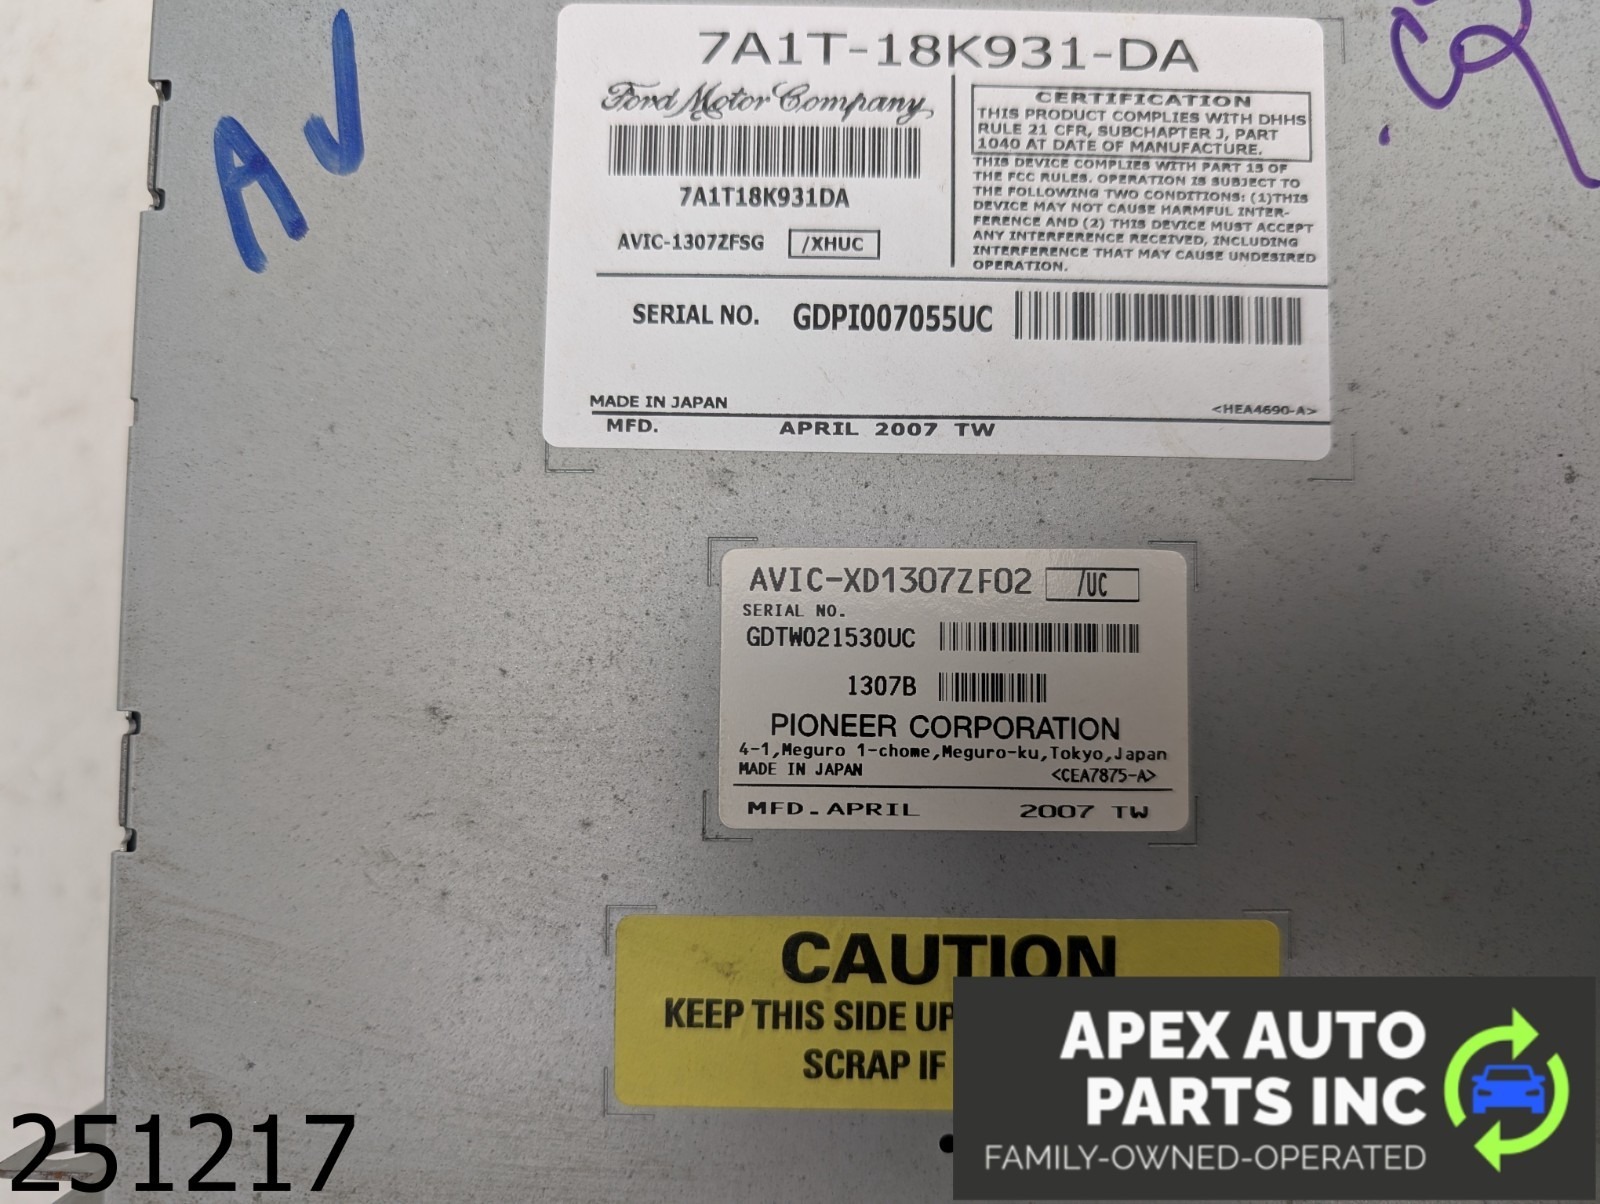 7A1T-18K931-DA
Ford Motor Company
7A1T18K931DA
AVIC-1307ZFSG /XHUC
CERTIFICATION
THIS PRODUCT COMPLIES WITH DHHS
RULE 21 CFR, SUBCHAPTER J, PART
1040 AT DATE OF MANUFACTURE.
THIS DEVICE COMPLIES WITH PART 15 OF
THE FCC RULES. OPERATION IS SUBJECT TO
THE FOLLOWING TWO CONDITIONS: (1)THIS
DEVICE MAY NOT CAUSE HARMFUL INTER-
FERENCE AND (2) THIS DEVICE MUST ACCEPT
ANY INTERFERENCE RECEIVED, INCLUDING
INTERFERENCE THAT MAY CAUSE UNDESIRED
OPERATION.
SERIAL NO. GDPI007055UC
MADE IN JAPAN <HEA4690-A>
MFD. APRIL 2007 TW
AVIC-XD1307ZF02 /UC
SERIAL NO.
GDTW021530UC
1307B
PIONEER CORPORATION
4-1,Meguro 1-chome,Meguro-ku,Tokyo,Japan
MADE IN JAPAN <CEA7875-A>
MFD.APRIL 2007 TW
CAUTION
KEEP THIS SIDE UP
SCRAP IF
APEX AUTO
PARTS INC
FAMILY-OWNED-OPERATED
251217